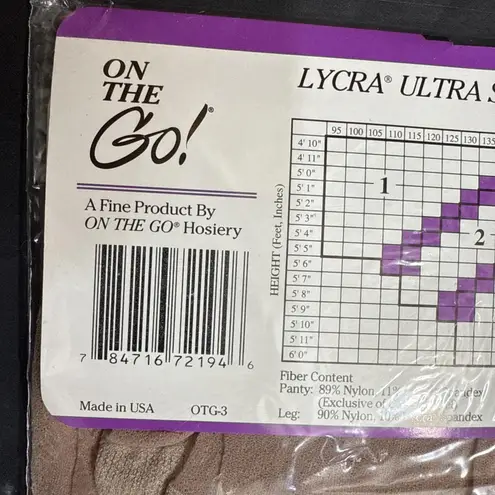 ON
THE
Go!®
A Fine Product By
ON THE GO® Hosiery
7 84716 72194 6
Made in USA OTG-3
LYCRA® ULTRA S
95 100 105 110 115 120 125 130 135
4' 10"
4' 11"
5' 0"
5' 1"
5' 2"
5' 3"
5' 4"
5' 5"
5' 6"
5' 7"
5' 8"
5' 9"
5' 10"
5' 11"
6' 0"
HEIGHT (Feet, Inches)
1
2
Fiber Content
Panty: 89% Nylon, 11%
(Exclusive of
Leg: 90% Nylon, 10% Spandex